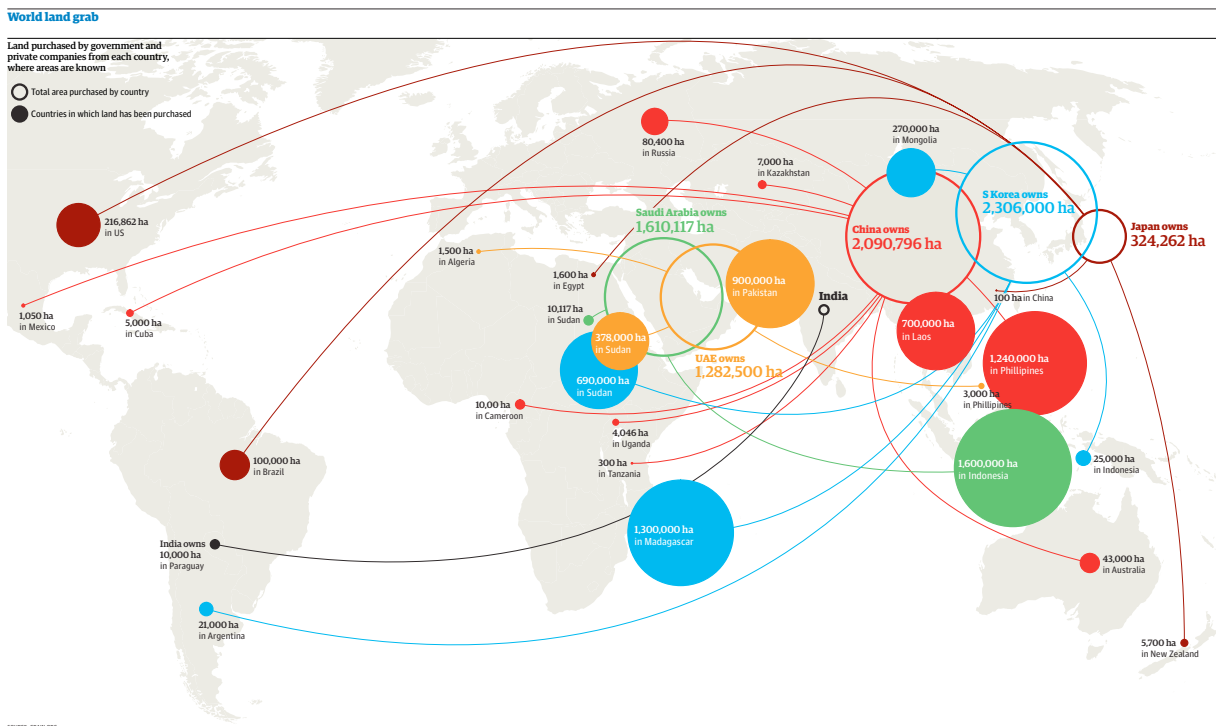 World land grab
Land purchased by government and
private companies from each country,
where areas are known
Total area purchased by country
Countries in which land has been purchased
80,400 ha
in Russia
270,000 ha
in Mongolia
7,000 ha
in Kazakhstan
S Korea owns
2,306,000 ha
Saudi Arabia owns
1,610,117 ha
China owns
2,090,796 ha
Japan owns
324,262 ha
216,862 ha
in US
1,500 ha
in Algeria
1,600 ha
in Egypt
900,000 ha
in Pakistan
India
100 ha in China
1,050 ha
in Mexico
5,000 ha
in Cuba
10,117 ha
in Sudan
378,000 ha
in Sudan
700,000 ha
in Laos
UAE owns
1,282,500 ha
1,240,000 ha
in Phillipines
690,000 ha
in Sudan
3,000 ha
in Phillipines
10,00 ha
in Cameroon
4,046 ha
in Uganda
300 ha
in Tanzania
100,000 ha
in Brazil
1,600,000 ha
in Indonesia
25,000 ha
in Indonesia
1,300,000 ha
in Madagascar
India owns
10,000 ha
in Paraguay
43,000 ha
in Australia
21,000 ha
in Argentina
5,700 ha
in New Zealand